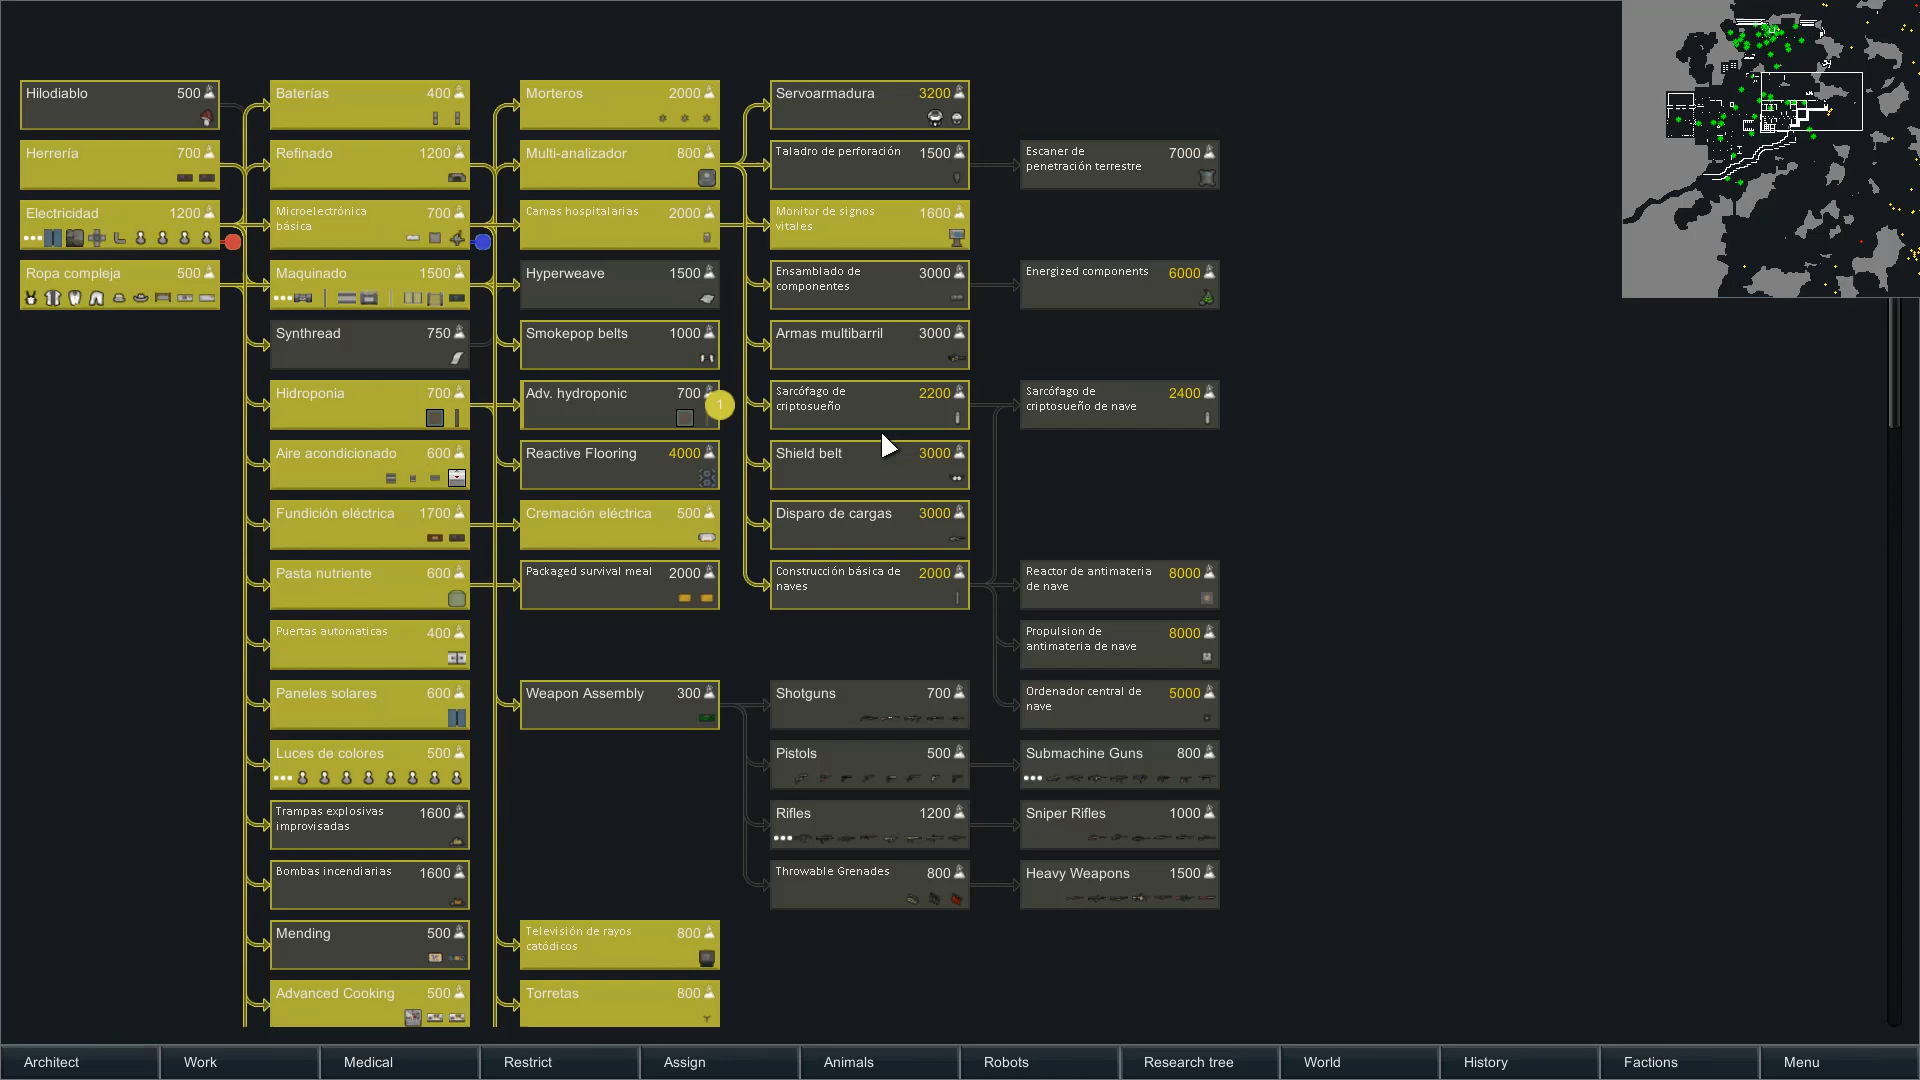 Hilodiablo 500
Baterías 400
Morteros 2000
Servoarmadura 3200
Herrería 700
Refinado 1200
Multi-analizador 800
Taladro de perforación 1500
Escaner de penetración terrestre 7000
Electricidad 1200
Microelectrónica básica 700
Camas hospitalarias 2000
Monitor de signos vitales 1600
Ropa compleja 500
Maquinado 1500
Hyperweave 1500
Ensamblado de componentes 3000
Energized components 6000
Synthread 750
Smokepop belts 1000
Armas multibarril 3000
Hidroponia 700
Adv. hydroponic 700
1
Sarcófago de criptosueño 2200
Sarcófago de criptosueño de nave 2400
Aire acondicionado 600
Reactive Flooring 4000
Shield belt 3000
Fundición eléctrica 1700
Cremación eléctrica 500
Disparo de cargas 3000
Pasta nutriente 600
Packaged survival meal 2000
Construcción básica de naves 2000
Reactor de antimateria de nave 8000
Puertas automaticas 400
Propulsion de antimateria de nave 8000
Paneles solares 600
Weapon Assembly 300
Shotguns 700
Ordenador central de nave 5000
Luces de colores 500
Pistols 500
Submachine Guns 800
Trampas explosivas improvisadas 1600
Rifles 1200
Sniper Rifles 1000
Bombas incendiarias 1600
Throwable Grenades 800
Heavy Weapons 1500
Mending 500
Televisión de rayos catódicos 800
Advanced Cooking 500
Torretas 800
Architect Work Medical Restrict Assign Animals Robots Research tree World History Factions Menu